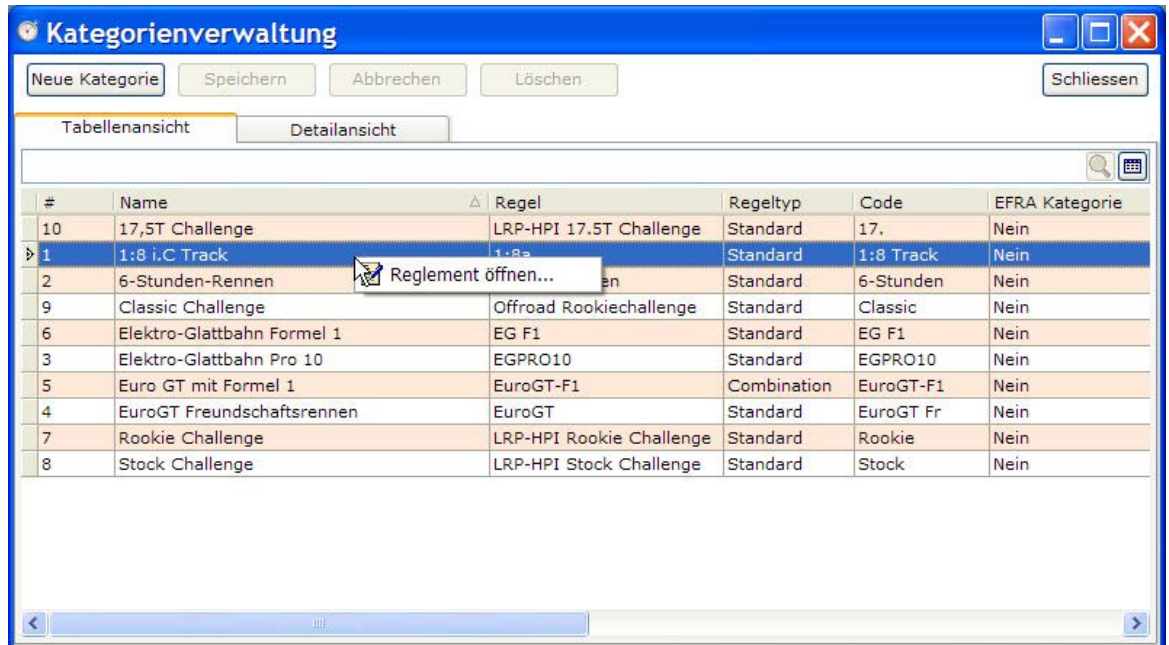 Kategorienverwaltung
Neue Kategorie Speichern Abbrechen Löschen Schliessen
Tabellenansicht Detailansicht
# Name Regel Regeltyp Code EFRA Kategorie
10 17,5T Challenge LRP-HPI 17.5T Challenge Standard 17. Nein
1 1:8 i.C Track 1:8a Standard 1:8 Track Nein
Reglement öffnen...
2 6-Stunden-Rennen en Standard 6-Stunden Nein
9 Classic Challenge Offroad Rookiechallenge Standard Classic Nein
6 Elektro-Glattbahn Formel 1 EG F1 Standard EG F1 Nein
3 Elektro-Glattbahn Pro 10 EGPRO10 Standard EGPRO10 Nein
5 Euro GT mit Formel 1 EuroGT-F1 Combination EuroGT-F1 Nein
4 EuroGT Freundschaftsrennen EuroGT Standard EuroGT Fr Nein
7 Rookie Challenge LRP-HPI Rookie Challenge Standard Rookie Nein
8 Stock Challenge LRP-HPI Stock Challenge Standard Stock Nein